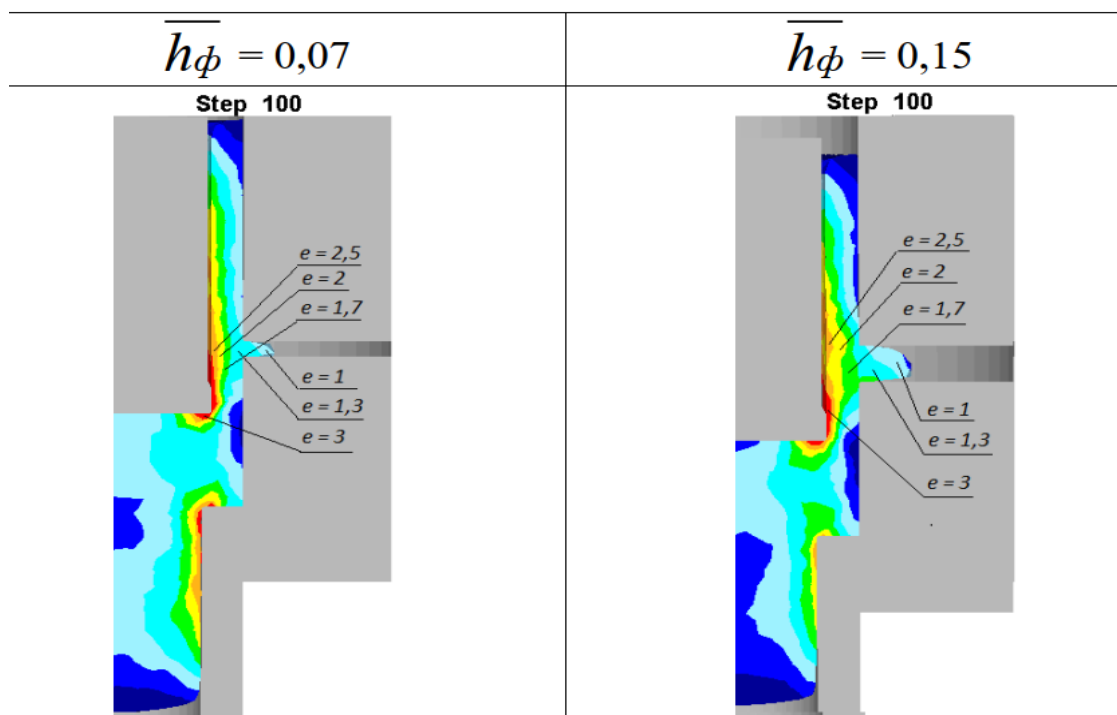 h̅ф = 0,07
h̅ф = 0,15
Step 100
e = 2,5
e = 2
e = 1,7
e = 1
e = 1,3
e = 3
Step 100
e = 2,5
e = 2
e = 1,7
e = 1
e = 1,3
e = 3